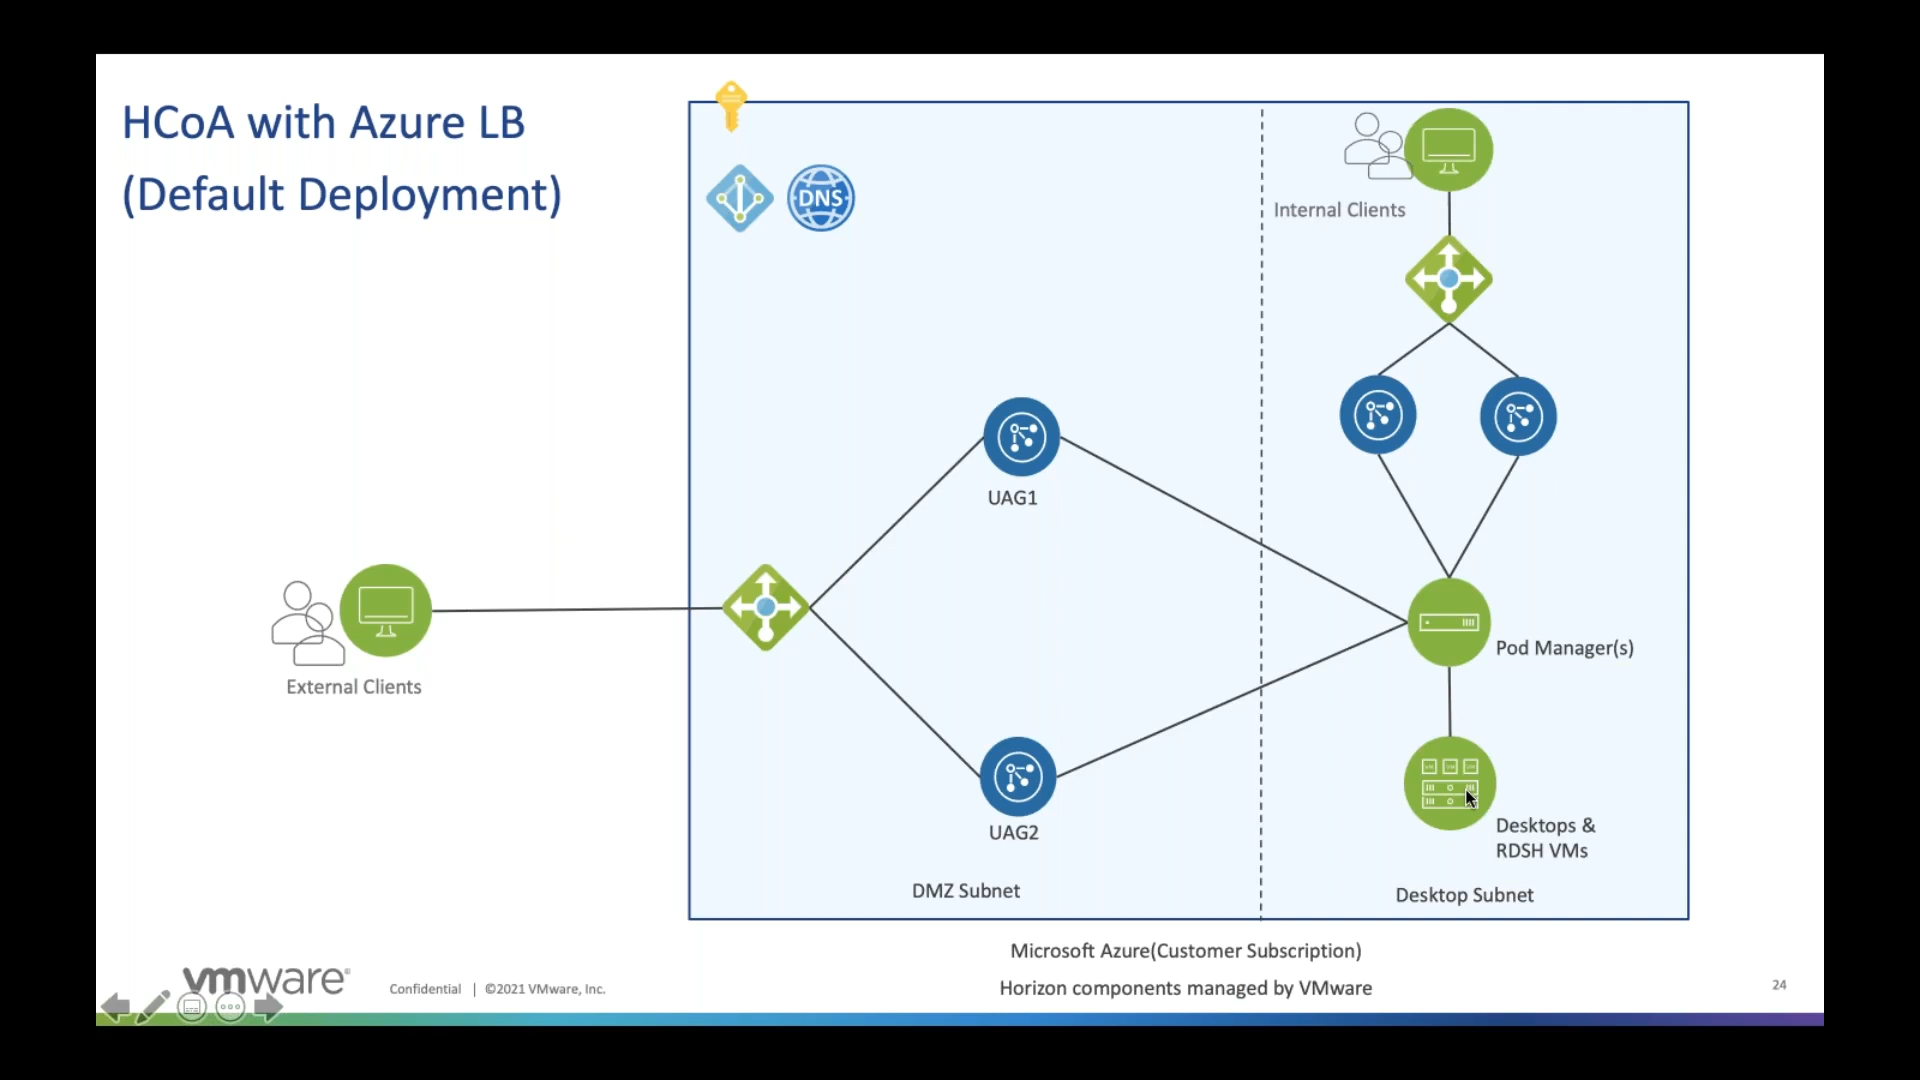 HCoA with Azure LB
(Default Deployment)
DNS
Internal Clients
UAG1
External Clients
Pod Manager(s)
UAG2
Desktops &
RDSH VMs
DMZ Subnet
Desktop Subnet
Microsoft Azure(Customer Subscription)
Horizon components managed by VMware
vmware®
Confidential | ©2021 VMware, Inc.
24